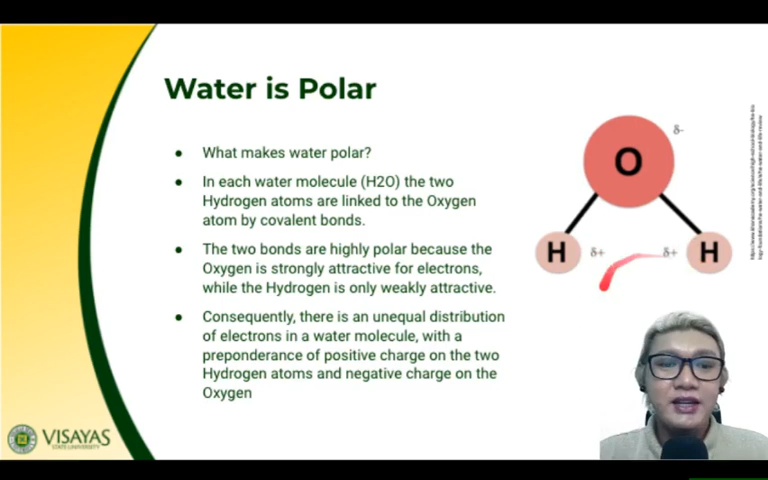 Water is Polar
What makes water polar?
In each water molecule (H2O) the two
Hydrogen atoms are linked to the Oxygen
atom by covalent bonds.
The two bonds are highly polar because the
Oxygen is strongly attractive for electrons,
while the Hydrogen is only weakly attractive.
Consequently, there is an unequal distribution
of electrons in a water molecule, with a
preponderance of positive charge on the two
Hydrogen atoms and negative charge on the
Oxygen
δ-
O
H δ+ δ+ H
VISAYAS
STATE UNIVERSITY